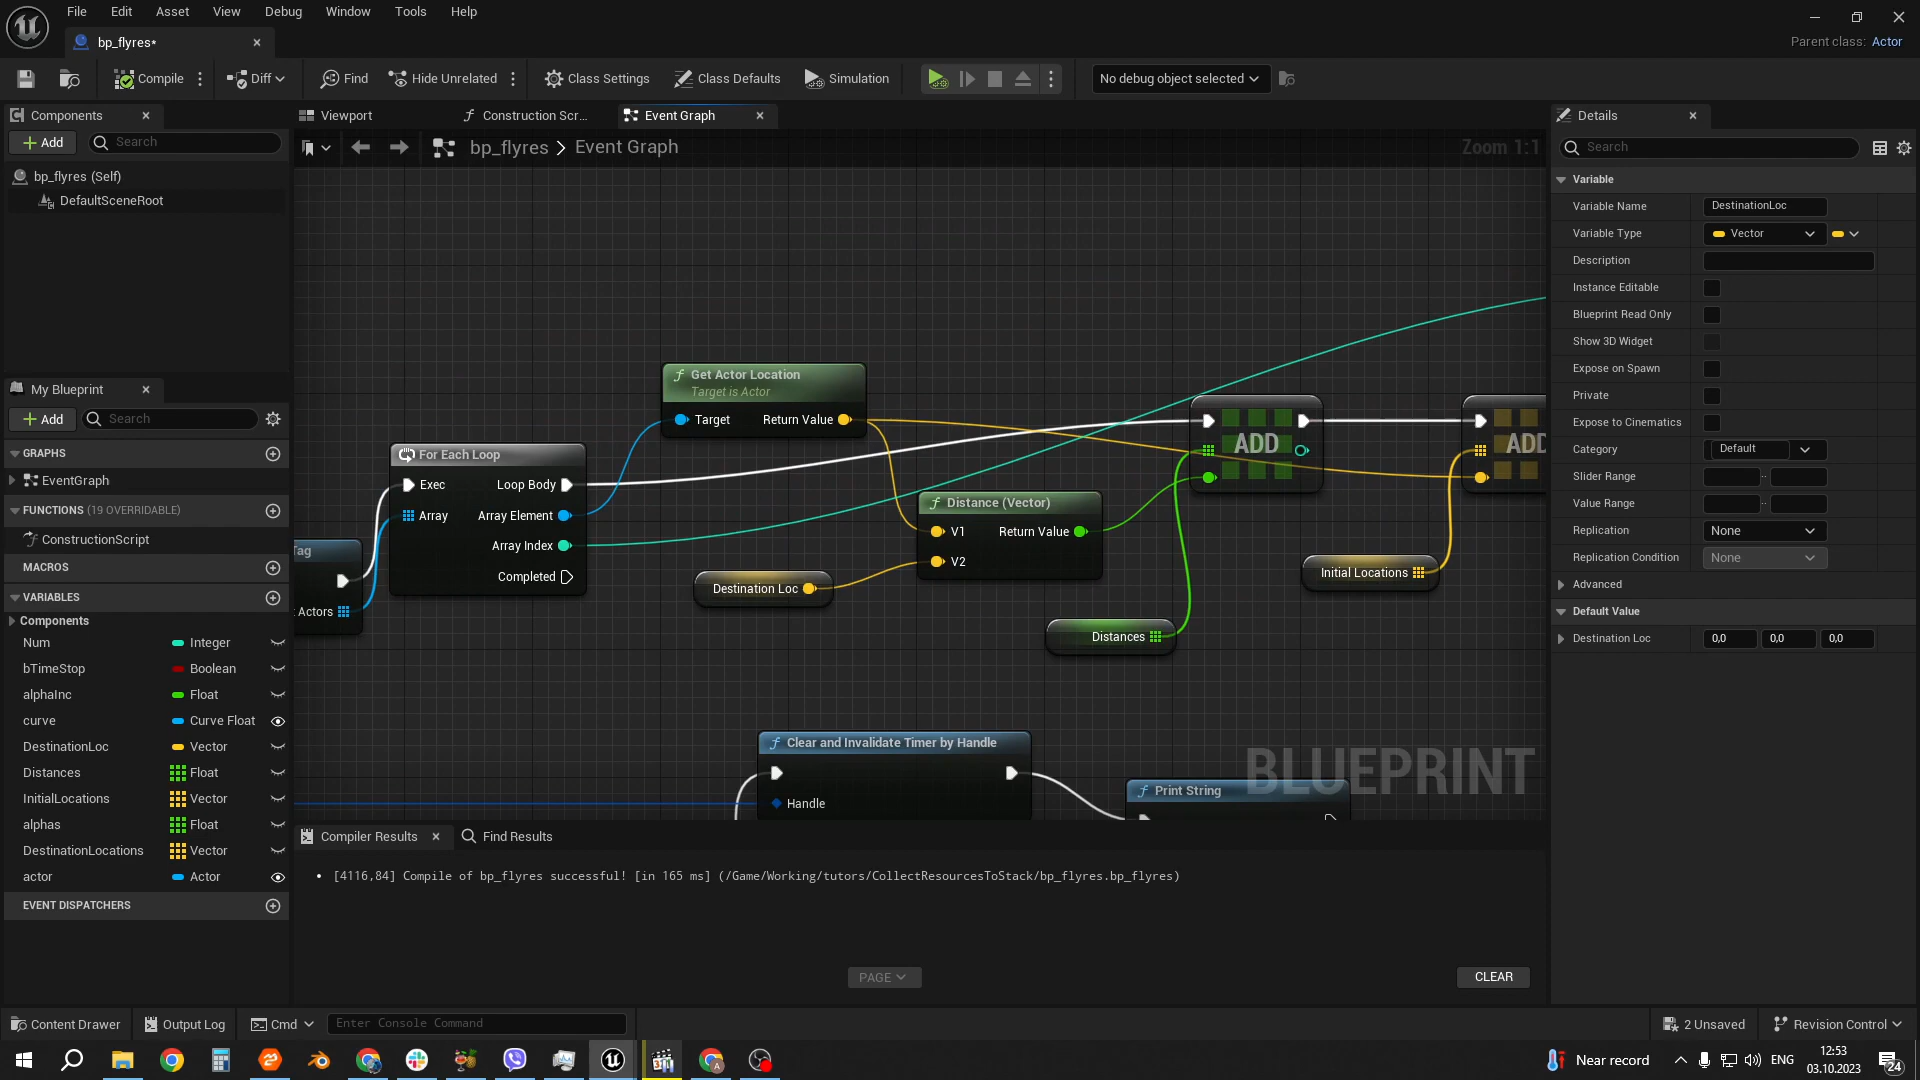 File Edit Asset View Debug Window Tools Help
bp_flyres*
Parent class: Actor
Compile Diff Find Hide Unrelated Class Settings Class Defaults Simulation No debug object selected
Components
Viewport Construction Scr... Event Graph
Details
Add Search
bp_flyres > Event Graph
Zoom 1:1
Search
bp_flyres (Self)
DefaultSceneRoot
Variable
Variable Name DestinationLoc
Variable Type Vector
Description
Instance Editable
Blueprint Read Only
Show 3D Widget
Expose on Spawn
Private
Expose to Cinematics
Category Default
Slider Range
Value Range
Replication None
Replication Condition None
Advanced
Default Value
Destination Loc 0,0 0,0 0,0
My Blueprint
Add Search
GRAPHS
EventGraph
FUNCTIONS (19 OVERRIDABLE)
ConstructionScript
MACROS
VARIABLES
Components
Num Integer
bTimeStop Boolean
alphaInc Float
curve Curve Float
DestinationLoc Vector
Distances Float
InitialLocations Vector
alphas Float
DestinationLocations Vector
actor Actor
EVENT DISPATCHERS
Get Actor Location
Target is Actor
Target Return Value
For Each Loop
Exec Loop Body
Array Array Element
Array Index
Completed
Tag
Actors
Distance (Vector)
V1 Return Value
V2
Destination Loc
Distances
ADD
ADD
Initial Locations
Clear and Invalidate Timer by Handle
Handle
Print String
BLUEPRINT
Compiler Results Find Results
[4116,84] Compile of bp_flyres successful! [in 165 ms] (/Game/Working/tutors/CollectResourcesToStack/bp_flyres.bp_flyres)
PAGE
CLEAR
Content Drawer Output Log Cmd Enter Console Command 2 Unsaved Revision Control
Near record ENG 12:53
03.10.2023
24